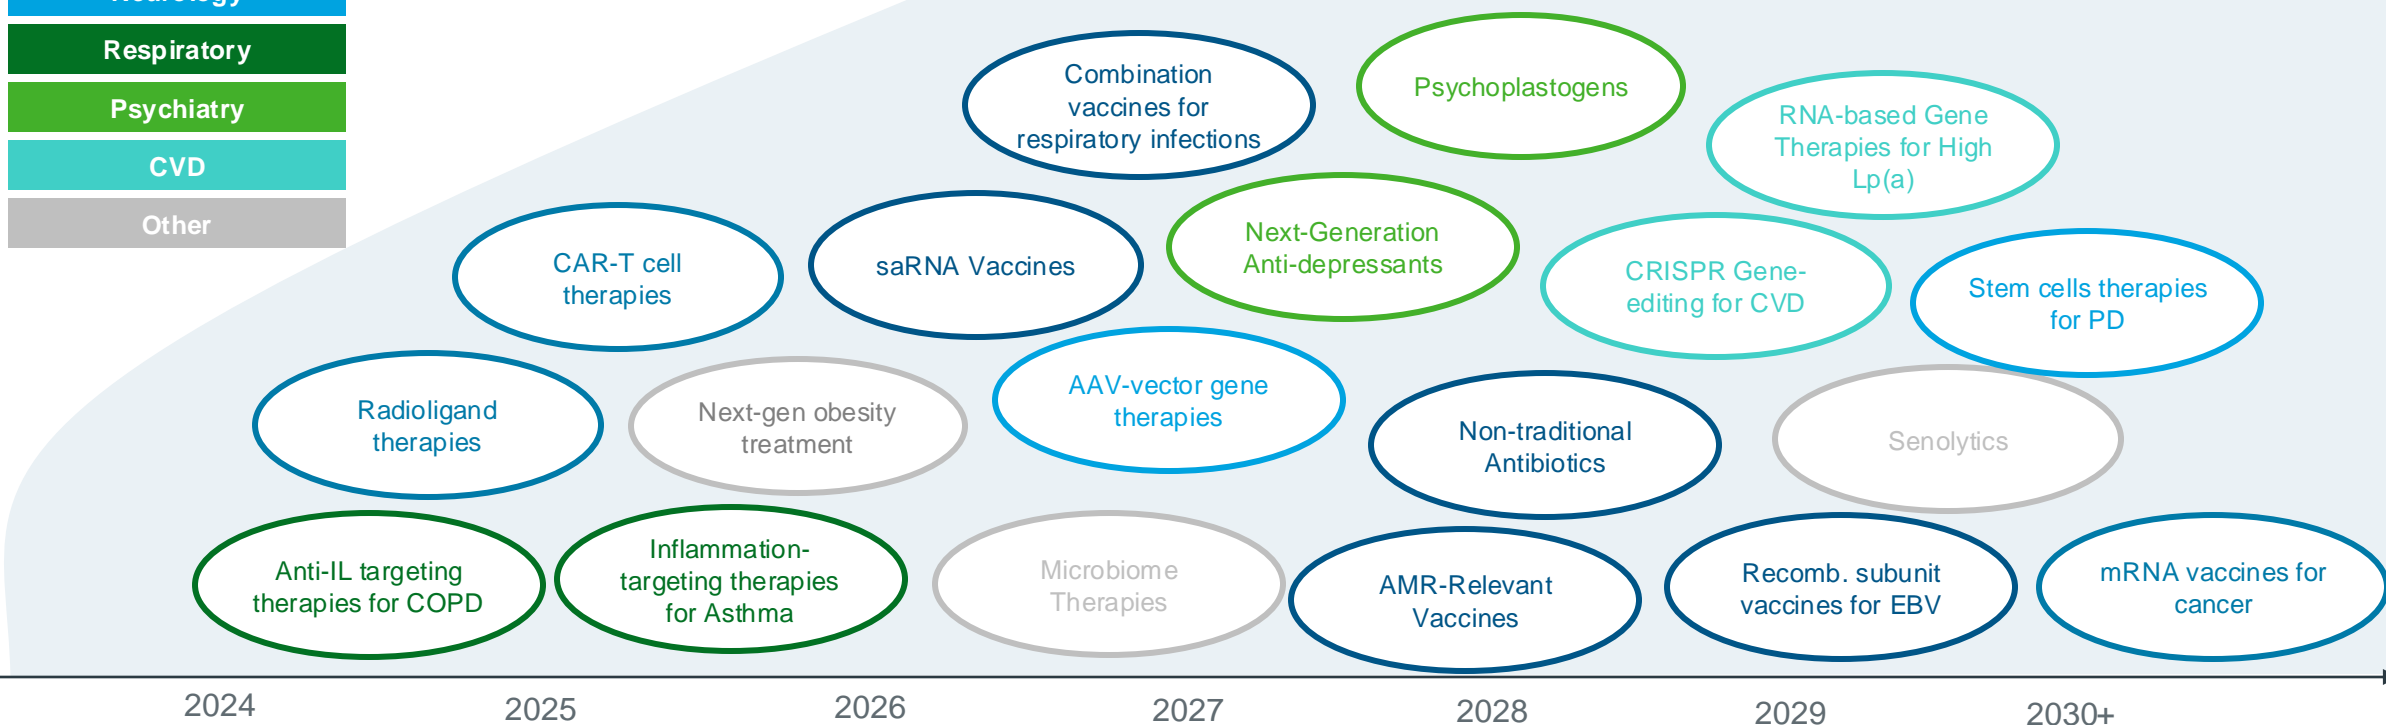 Neurology
Respiratory
Psychiatry
CVD
Other
Combination
vaccines for
respiratory infections
Psychoplastogens
RNA-based Gene
Therapies for High
Lp(a)
CAR-T cell
therapies
saRNA Vaccines
Next-Generation
Anti-depressants
CRISPR Gene-
editing for CVD
Stem cells therapies
for PD
Radioligand
therapies
Next-gen obesity
treatment
AAV-vector gene
therapies
Non-traditional
Antibiotics
Senolytics
Anti-IL targeting
therapies for COPD
Inflammation-
targeting therapies
for Asthma
Microbiome
Therapies
AMR-Relevant
Vaccines
Recomb. subunit
vaccines for EBV
mRNA vaccines for
cancer
2024
2025
2026
2027
2028
2029
2030+